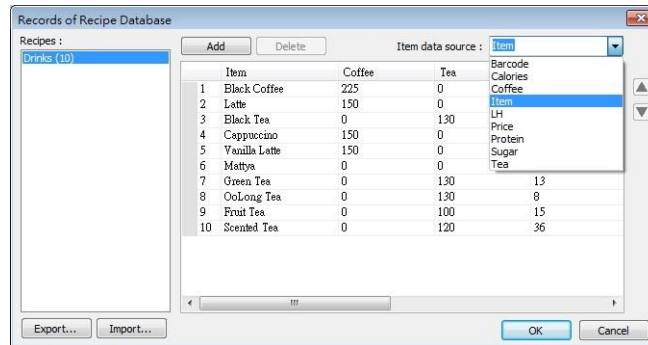 Records of Recipe Database
Recipes :
Drinks (10)
Add Delete Item data source : Item
Barcode
Calories
Coffee
Item
LH
Price
Protein
Sugar
Tea
Item Coffee Tea
1 Black Coffee 225 0
2 Latte 150 0
3 Black Tea 0 130
4 Cappuccino 150 0
5 Vanilla Latte 150 0
6 Mattya 0 0
7 Green Tea 0 130 13
8 OoLong Tea 0 130 8
9 Fruit Tea 0 100 15
10 Scented Tea 0 120 36
Export... Import... OK Cancel